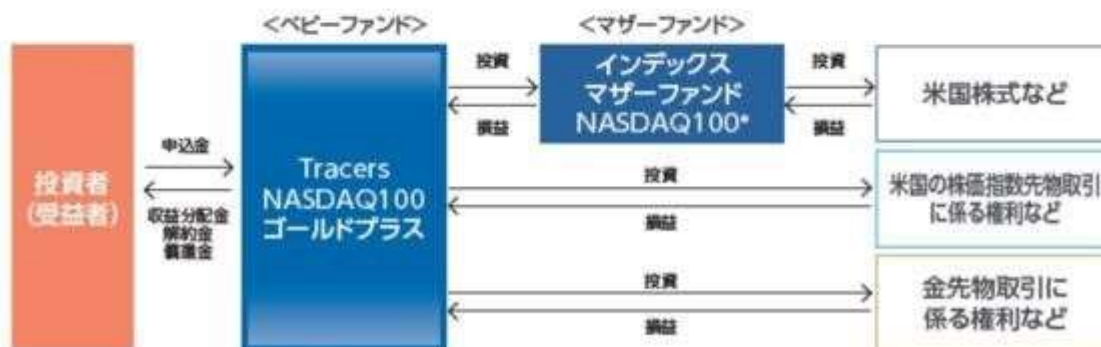 <ベビーファンド>
<マザーファンド>
投資者
(受益者)
申込金
収益分配金
解約金
償還金
Tracers
NASDAQ100
ゴールドプラス
投資
損益
インデックス
マザーファンド
NASDAQ100*
投資
損益
米国株式など
投資
損益
米国の株価指数先物取引
に係る権利など
投資
損益
金先物取引に
係る権利など